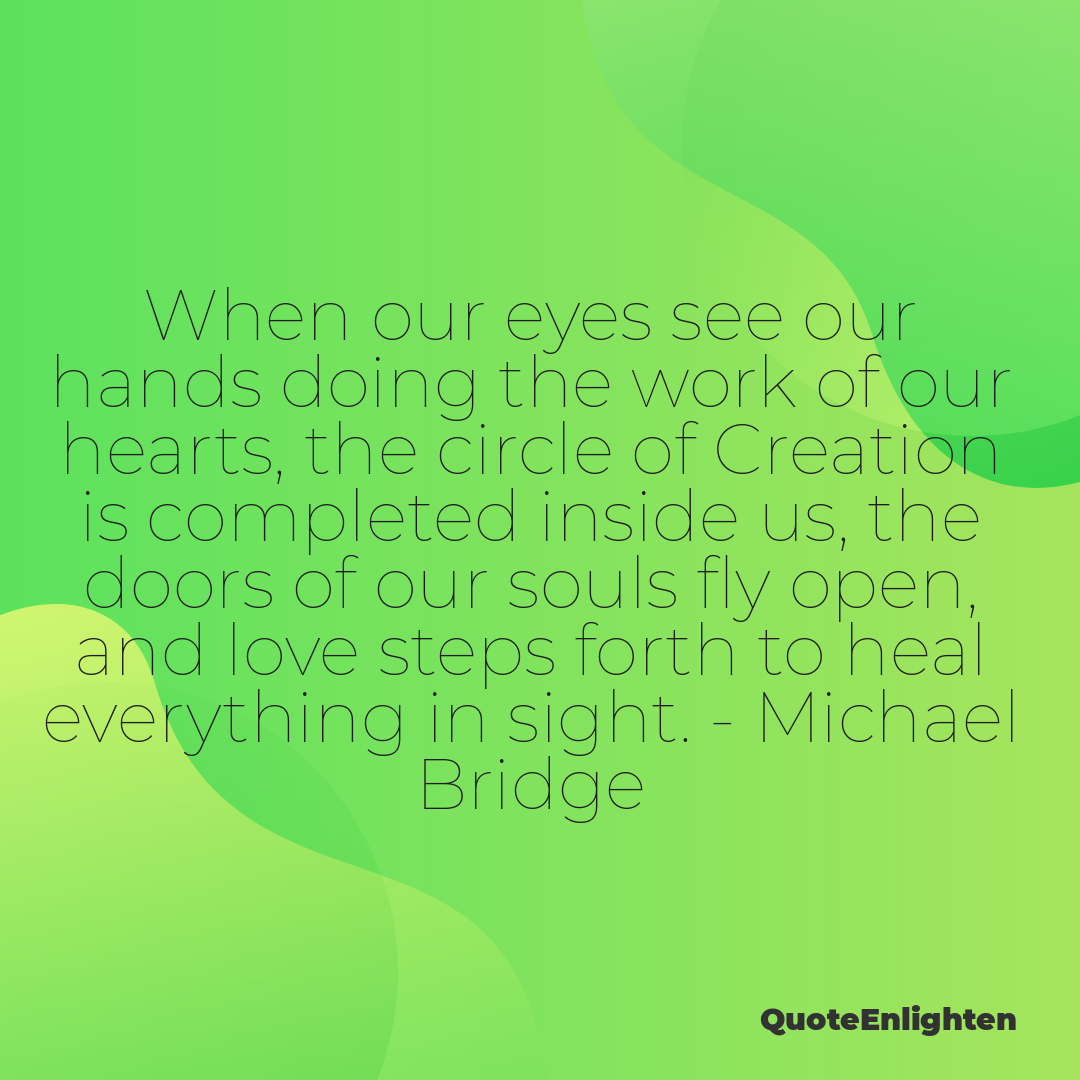 When our eyes see our
hands doing the work of our
hearts, the circle of Creation
is completed inside us, the
doors of our souls fly open,
and love steps forth to heal
everything in sight. - Michael
Bridge
QuoteEnlighten